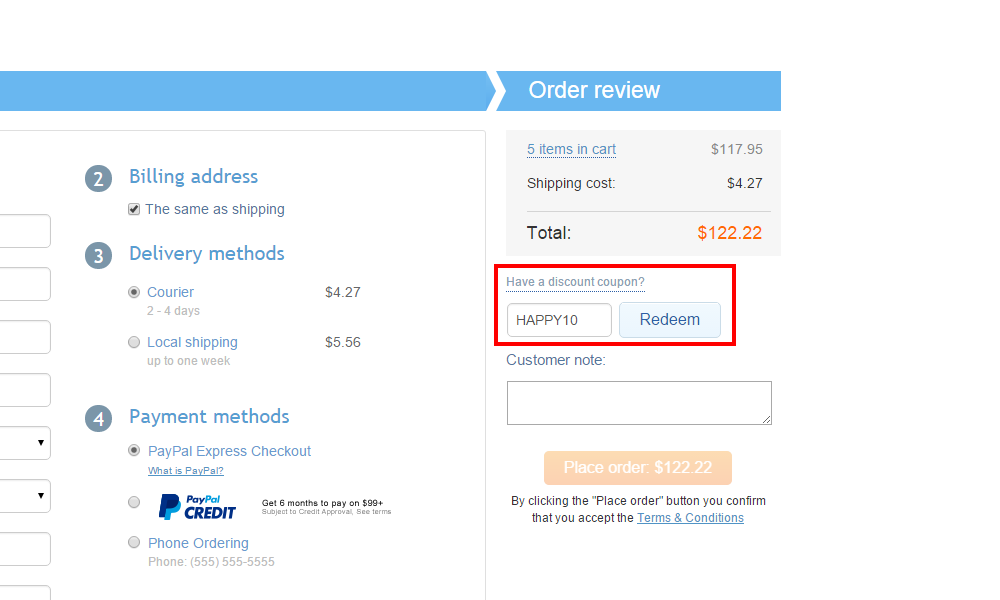 Order review
2 Billing address
The same as shipping
3 Delivery methods
Courier $4.27
2 - 4 days
Local shipping $5.56
up to one week
4 Payment methods
PayPal Express Checkout
What is PayPal?
PayPal
CREDIT
Get 6 months to pay on $99+
Subject to Credit Approval, See terms
Phone Ordering
Phone: (555) 555-5555
5 items in cart $117.95
Shipping cost: $4.27
Total: $122.22
Have a discount coupon?
HAPPY10 Redeem
Customer note:
Place order: $122.22
By clicking the "Place order" button you confirm
that you accept the Terms & Conditions